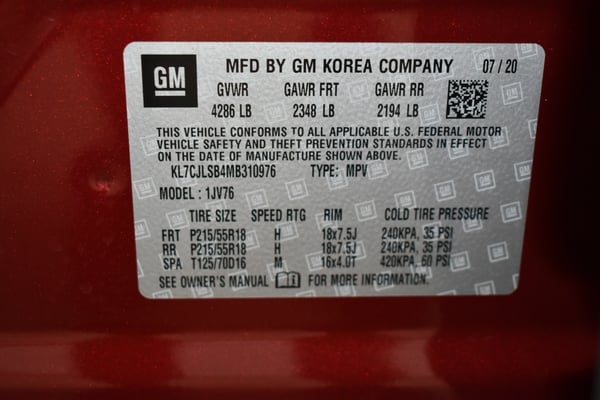 GM
MFD BY GM KOREA COMPANY 07 / 20
GVWR GAWR FRT GAWR RR
4286 LB 2348 LB 2194 LB
THIS VEHICLE CONFORMS TO ALL APPLICABLE U.S. FEDERAL MOTOR
VEHICLE SAFETY AND THEFT PREVENTION STANDARDS IN EFFECT
ON THE DATE OF MANUFACTURE SHOWN ABOVE.
KL7CJLSB4MB310976 TYPE: MPV
MODEL : 1JV76
TIRE SIZE SPEED RTG RIM COLD TIRE PRESSURE
FRT P215/55R18 H 18x7.5J 240KPA, 35 PSI
RR P215/55R18 H 18x7.5J 240KPA, 35 PSI
SPA T125/70D16 M 16x4.0T 420KPA, 60 PSI
SEE OWNER'S MANUAL FOR MORE INFORMATION.